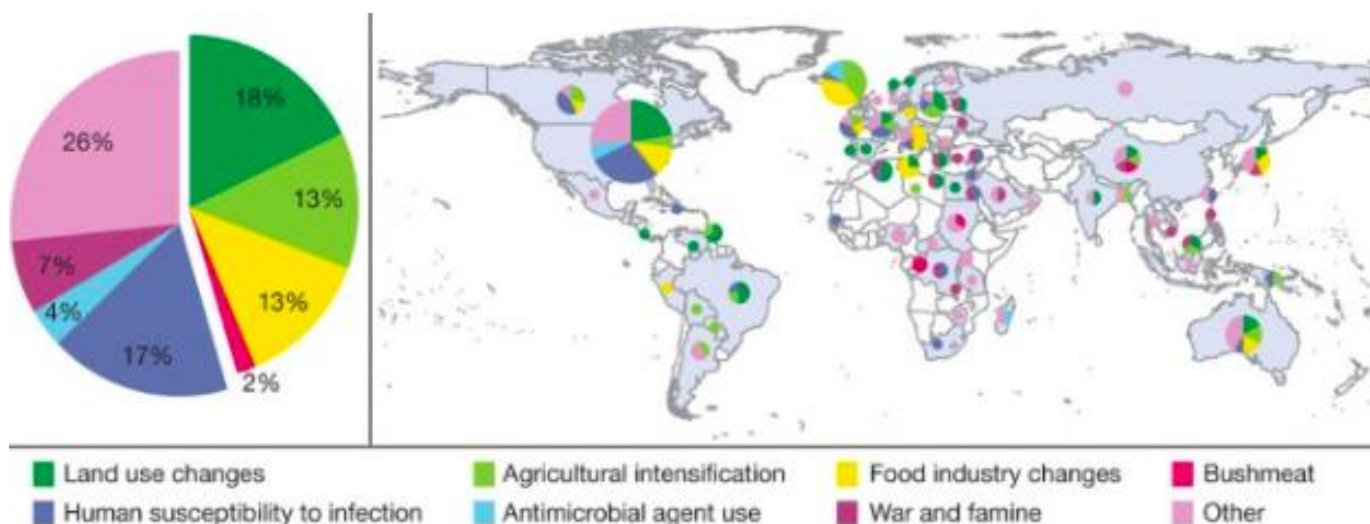 18%
26%
13%
7%
13%
4%
17%
2%
Land use changes
Agricultural intensification
Food industry changes
Bushmeat
Human susceptibility to infection
Antimicrobial agent use
War and famine
Other